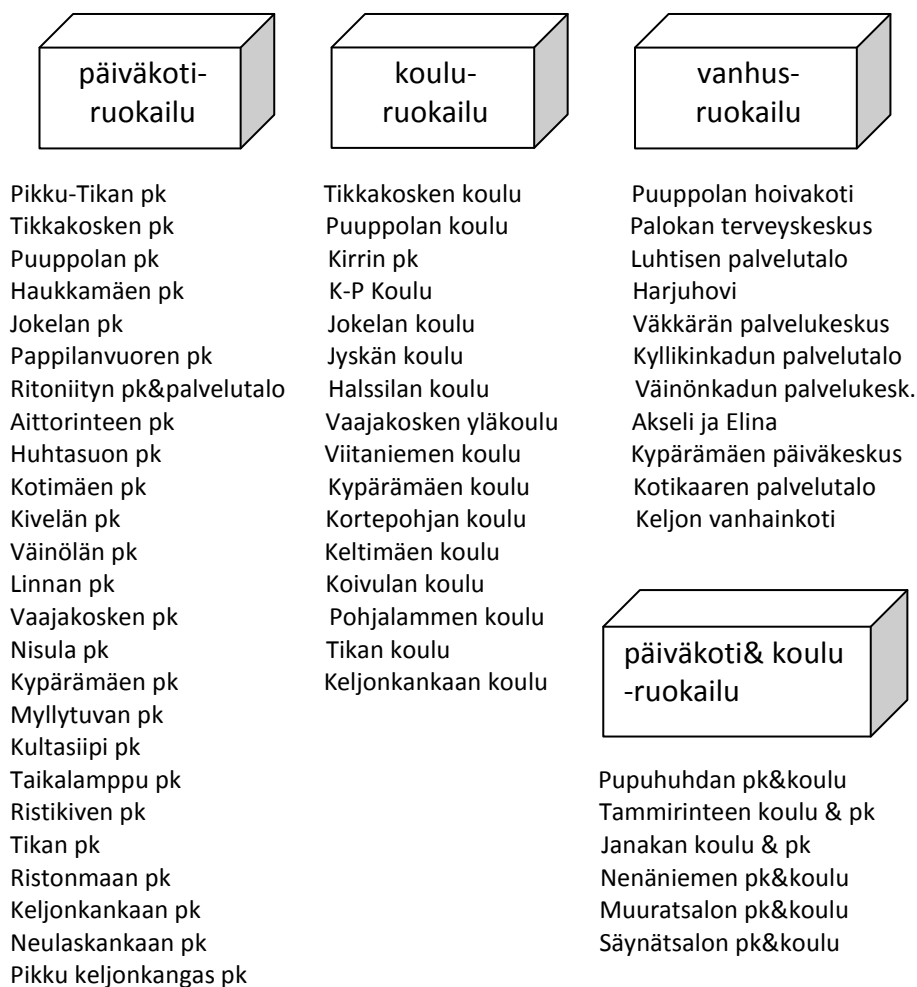 päiväkoti-
ruokailu
Pikku-Tikan pk
Tikkakosken pk
Puuppolan pk
Haukkamäen pk
Jokelan pk
Pappilanvuoren pk
Ritoniityn pk&palvelutalo
Aittorinteen pk
Huhtasuon pk
Kotimäen pk
Kivelän pk
Väinölän pk
Linnan pk
Vaajakosken pk
Nisula pk
Kypärämäen pk
Myllytuvan pk
Kultasiipi pk
Taikalamppu pk
Ristikiven pk
Tikan pk
Ristonmaan pk
Keljonkankaan pk
Neulaskankaan pk
Pikku keljonkangas pk
koulu-
ruokailu
Tikkakosken koulu
Puuppolan koulu
Kirrin pk
K-P Koulu
Jokelan koulu
Jyskän koulu
Halssilan koulu
Vaajakosken yläkoulu
Viitaniemen koulu
Kypärämäen koulu
Kortepohjan koulu
Keltimäen koulu
Koivulan koulu
Pohjalammen koulu
Tikan koulu
Keljonkankaan koulu
vanhus-
ruokailu
Puuppolan hoivakoti
Palokan terveyskeskus
Luhtisen palvelutalo
Harjuhovi
Väkkärän palvelukeskus
Kyllikinkadun palvelutalo
Väinönkadun palvelukesk.
Akseli ja Elina
Kypärämäen päiväkeskus
Kotikaaren palvelutalo
Keljon vanhainkoti
päiväkoti& koulu
-ruokailu
Pupuhuhdan pk&koulu
Tammirinteen koulu & pk
Janakan koulu & pk
Nenäniemen pk&koulu
Muuratsalon pk&koulu
Säynätsalon pk&koulu